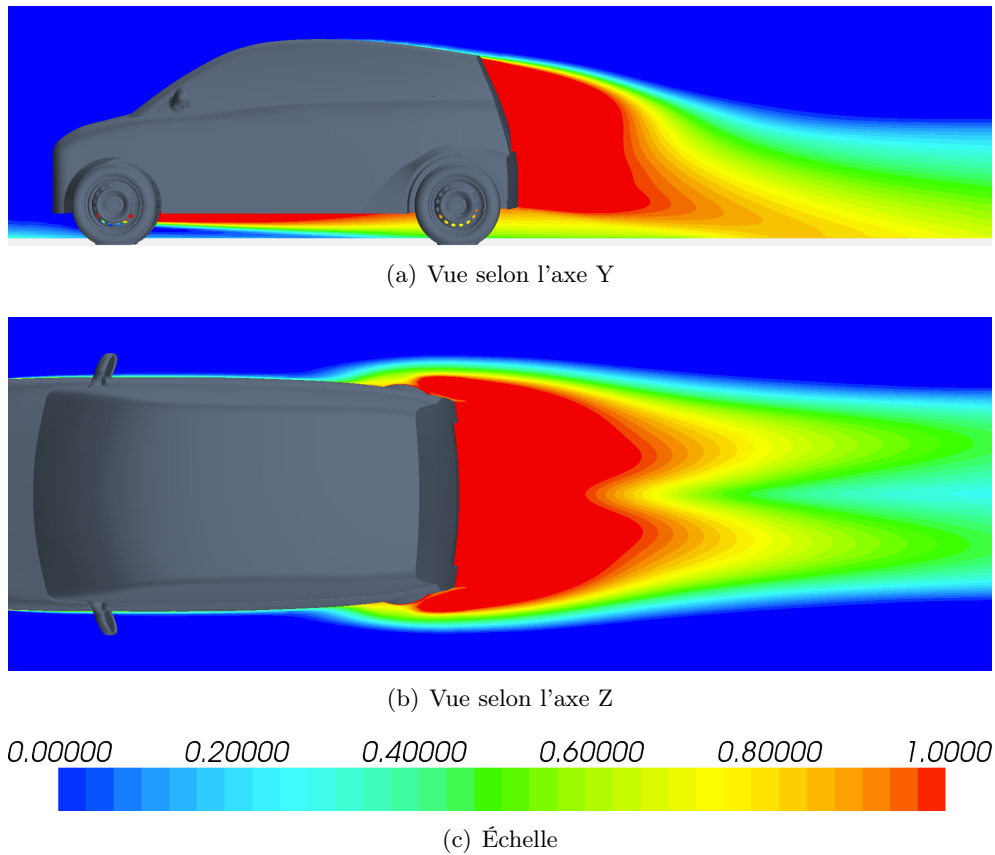 (a) Vue selon l'axe Y
(b) Vue selon l'axe Z
0.00000 0.20000 0.40000 0.60000 0.80000 1.0000
(c) Échelle